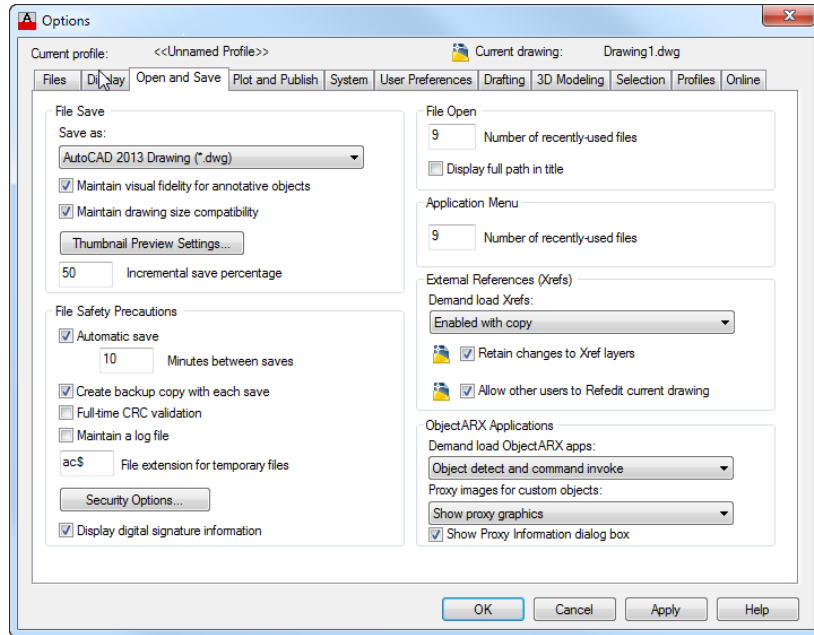 Options
Current profile: <<Unnamed Profile>> Current drawing: Drawing1.dwg
Files Display Open and Save Plot and Publish System User Preferences Drafting 3D Modeling Selection Profiles Online
File Save
Save as:
AutoCAD 2013 Drawing (*.dwg)
Maintain visual fidelity for annotative objects
Maintain drawing size compatibility
Thumbnail Preview Settings...
50 Incremental save percentage
File Safety Precautions
Automatic save
10 Minutes between saves
Create backup copy with each save
Full-time CRC validation
Maintain a log file
ac$ File extension for temporary files
Security Options...
Display digital signature information
File Open
9 Number of recently-used files
Display full path in title
Application Menu
9 Number of recently-used files
External References (Xrefs)
Demand load Xrefs:
Enabled with copy
Retain changes to Xref layers
Allow other users to Refedit current drawing
ObjectARX Applications
Demand load ObjectARX apps:
Object detect and command invoke
Proxy images for custom objects:
Show proxy graphics
Show Proxy Information dialog box
OK Cancel Apply Help